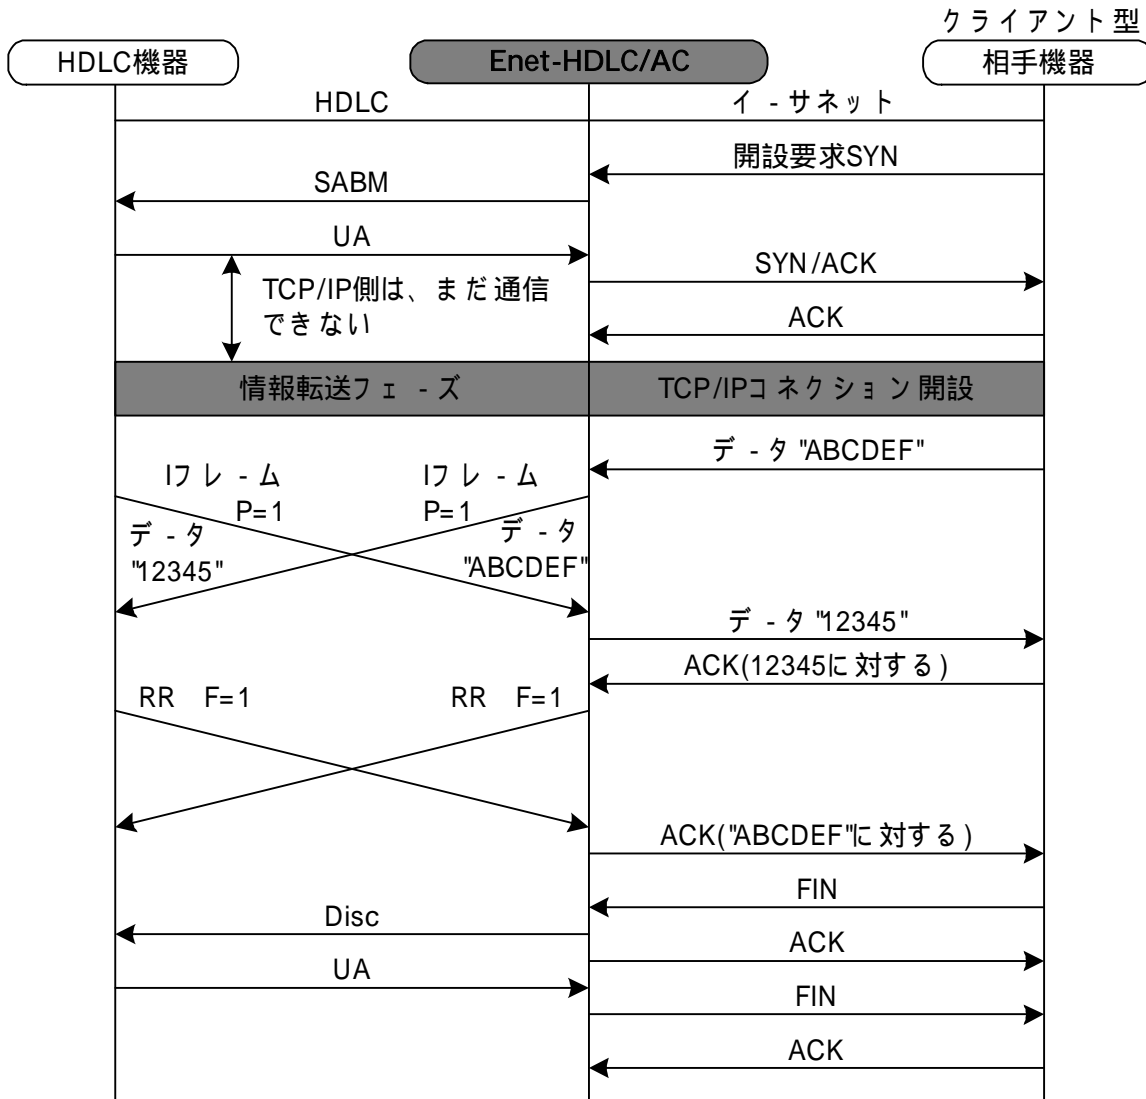 クライアント型
HDLC機器
Enet-HDLC/AC
相手機器
HDLC
イ-サネット
開設要求SYN
SABM
UA
SYN/ACK
TCP/IP側は、まだ通信
できない
ACK
情報転送フェ-ズ
TCP/IPコネクション開設
デ-タ"ABCDEF"
Iフレ-ム
P=1
デ-タ
"12345"
Iフレ-ム
P=1
デ-タ
"ABCDEF"
デ-タ"12345"
ACK(12345に対する)
RR F=1
RR F=1
ACK("ABCDEF"に対する)
FIN
Disc
ACK
UA
FIN
ACK